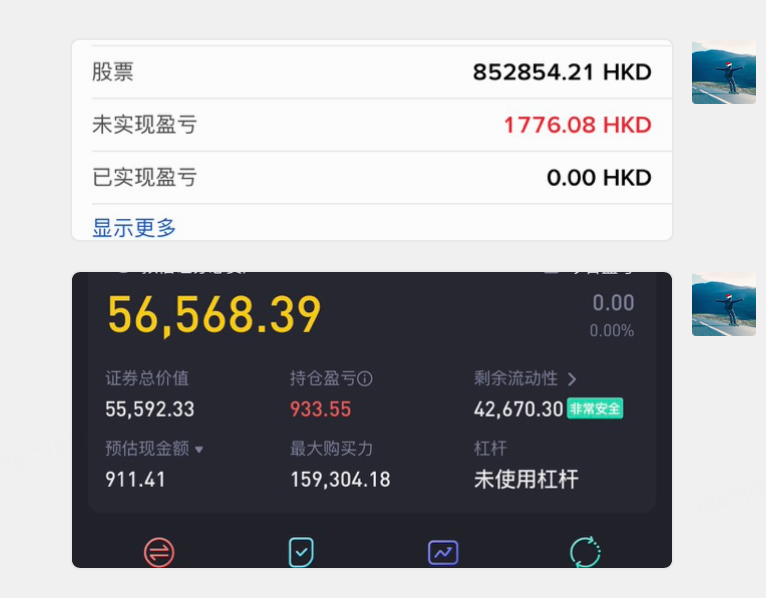 股票 852854.21 HKD
未实现盈亏 1776.08 HKD
已实现盈亏 0.00 HKD
显示更多
56,568.39 0.00
0.00%
证券总价值 持仓盈亏 剩余流动性
55,592.33 933.55 42,670.30 非常安全
预估现金额 最大购买力 杠杆
911.41 159,304.18 未使用杠杆